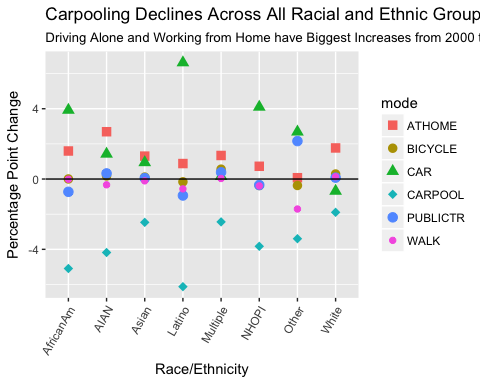 Carpooling Declines Across All Racial and Ethnic Group
Driving Alone and Working from Home have Biggest Increases from 2000 t
Percentage Point Change
4
0
-4
AfricanAm
AIAN
Asian
Latino
Multiple
NHOPI
Other
White
Race/Ethnicity
mode
ATHOME
BICYCLE
CAR
CARPOOL
PUBLICTR
WALK